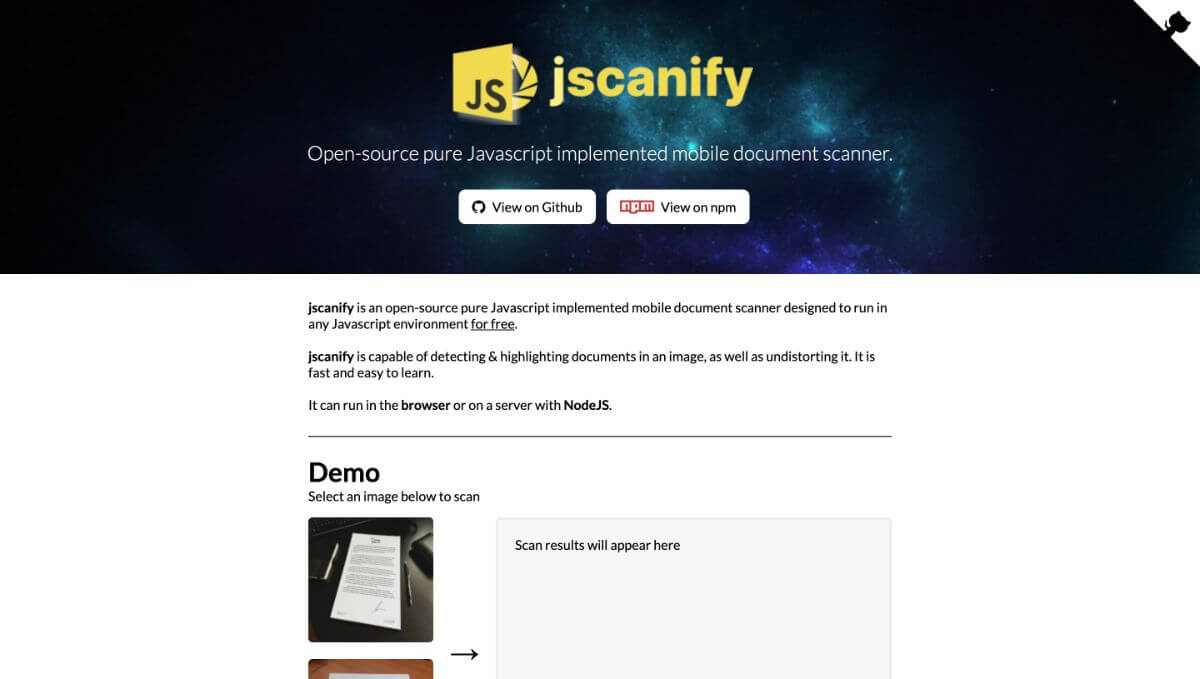 JS jscanify
Open-source pure Javascript implemented mobile document scanner.
View on Github
npm View on npm
jscanify is an open-source pure Javascript implemented mobile document scanner designed to run in
any Javascript environment for free.
jscanify is capable of detecting & highlighting documents in an image, as well as undistorting it. It is
fast and easy to learn.
It can run in the browser or on a server with NodeJS.
Demo
Select an image below to scan
Scan results will appear here